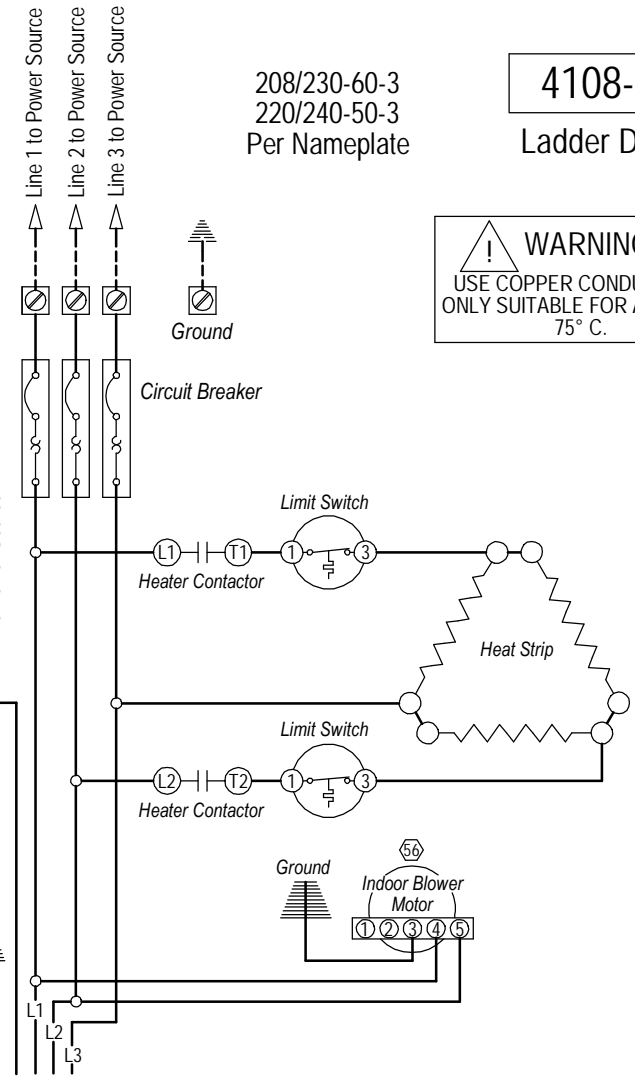 Line 1 to Power Source
Line 2 to Power Source
Line 3 to Power Source
208/230-60-3
220/240-50-3
Per Nameplate
4108-
Ladder D
! WARNING
USE COPPER CONDU
ONLY SUITABLE FOR A
75° C.
Ground
Circuit Breaker
Limit Switch
L1 T1 1 3
Heater Contactor
Heat Strip
Limit Switch
L2 T2 1 3
Heater Contactor
56
Ground
Indoor Blower
Motor
1 2 3 4 5
L1
L2
L3